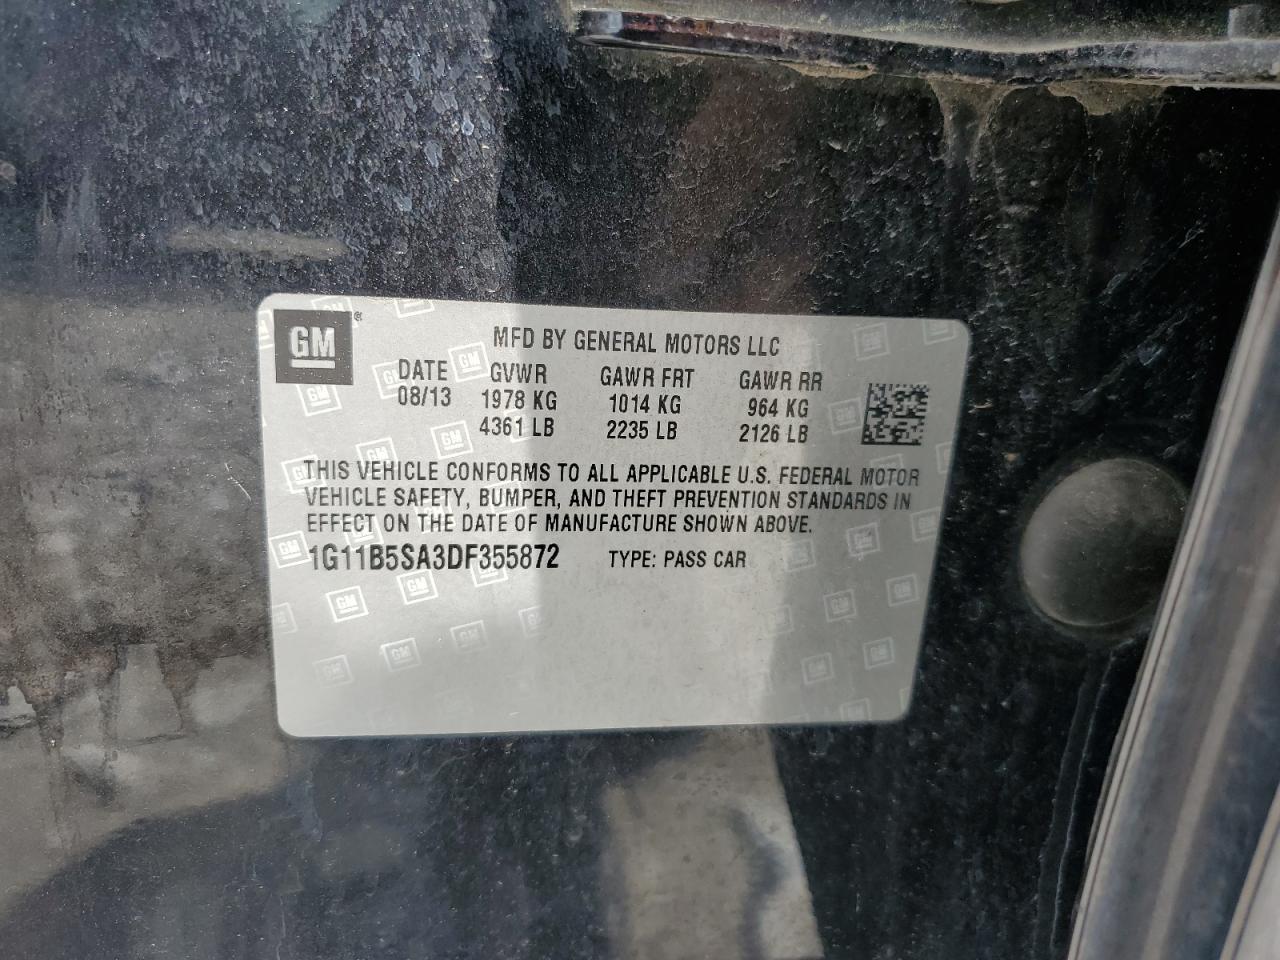 GM
MFD BY GENERAL MOTORS LLC
DATE GVWR GAWR FRT GAWR RR
08/13 1978 KG 1014 KG 964 KG
4361 LB 2235 LB 2126 LB
THIS VEHICLE CONFORMS TO ALL APPLICABLE U.S. FEDERAL MOTOR
VEHICLE SAFETY, BUMPER, AND THEFT PREVENTION STANDARDS IN
EFFECT ON THE DATE OF MANUFACTURE SHOWN ABOVE.
1G11B5SA3DF355872 TYPE: PASS CAR